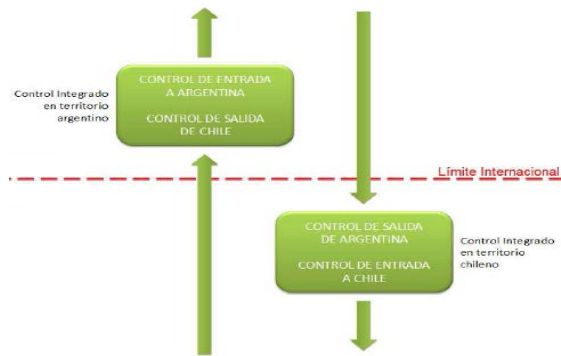 CONTROL DE ENTRADA
A ARGENTINA
CONTROL DE SALIDA
DE CHILE
Control Integrado
en territorio
argentino
Límite Internacional
CONTROL DE SALIDA
DE ARGENTINA
CONTROL DE ENTRADA
A CHILE
Control Integrado
en territorio
chileno